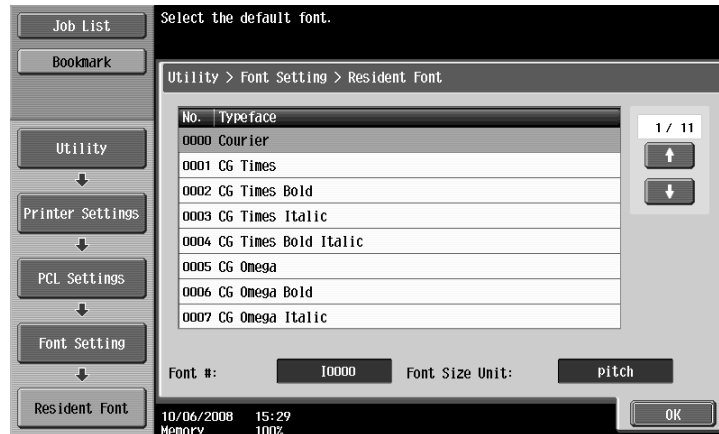 Job List
Bookmark
Utility
Printer Settings
PCL Settings
Font Setting
Resident Font
Select the default font.
Utility > Font Setting > Resident Font
No. Typeface
0000 Courier
0001 CG Times
0002 CG Times Bold
0003 CG Times Italic
0004 CG Times Bold Italic
0005 CG Omega
0006 CG Omega Bold
0007 CG Omega Italic
1/ 11
Font #: I0000 Font Size Unit: pitch
10/06/2008 15:29
Memory 100%
OK